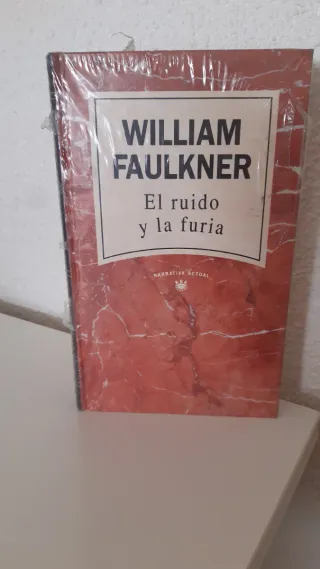 WILLIAM
FAULKNER
El ruido
y la furia
NARRATIVA ACTUAL